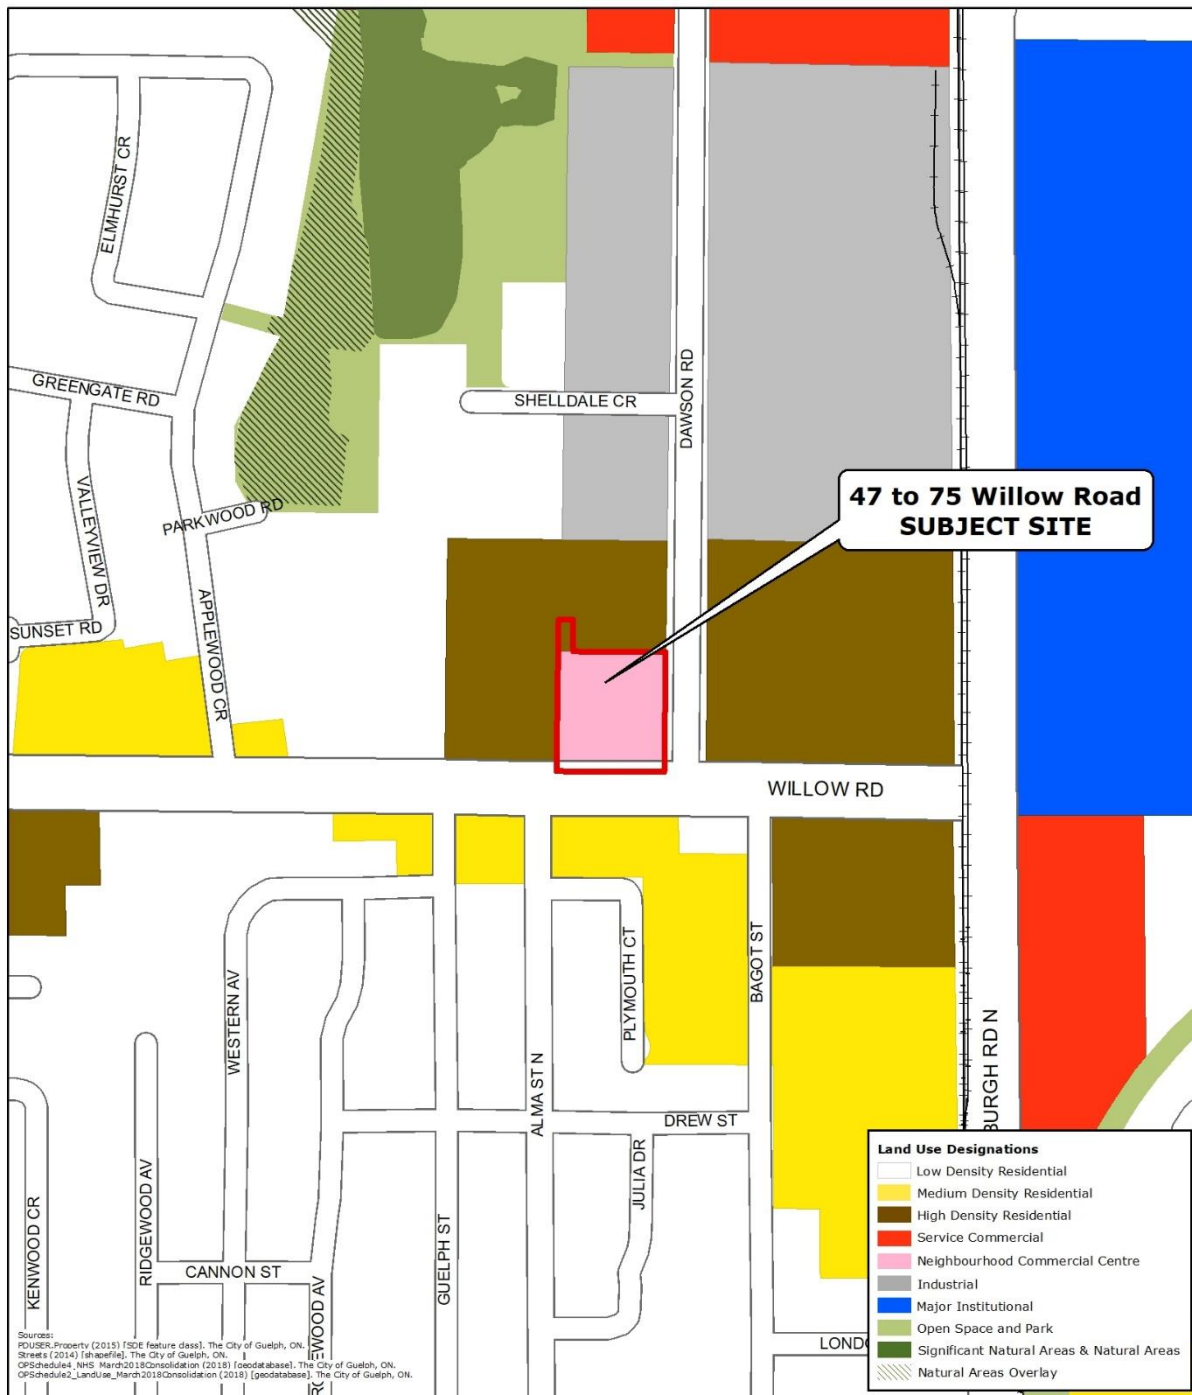 ELMHURST CR
GREENGATE RD
SHELLDALE CR
DAWSON RD
VALLEYVIEW DR
PARKWOOD RD
47 to 75 Willow Road
SUBJECT SITE
APPLEWOOD CR
SUNSET RD
WILLOW RD
WESTERN AV
PLYMOUTH CT
BAGOT ST
ALMA ST N
BURGH RD N
DREW ST
JULIA DR
KENWOOD CR
RIDGEWOOD AV
GUELPH ST
CANNON ST
EWOOD AV
LONDO
Land Use Designations
Low Density Residential
Medium Density Residential
High Density Residential
Service Commercial
Neighbourhood Commercial Centre
Industrial
Major Institutional
Open Space and Park
Significant Natural Areas & Natural Areas
Natural Areas Overlay
Sources:
PDUSER.Property (2015) [SDE feature class]. The City of Guelph, ON.
Streets (2014) [shapefile]. The City of Guelph, ON.
OPSchedule4_NHS_March2018Consolidation (2018) [geodatabase]. The City of Guelph, ON.
OPSchedule2_LandUse_March2018Consolidation (2018) [geodatabase]. The City of Guelph, ON.